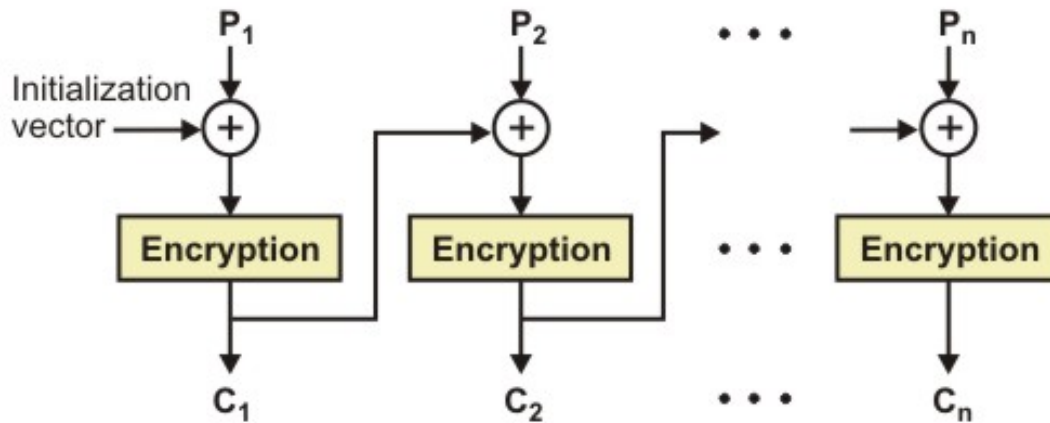 P₁ P₂ • • • Pₙ
Initialization
vector
+ + +
Encryption Encryption • • • Encryption
C₁ C₂ • • • Cₙ